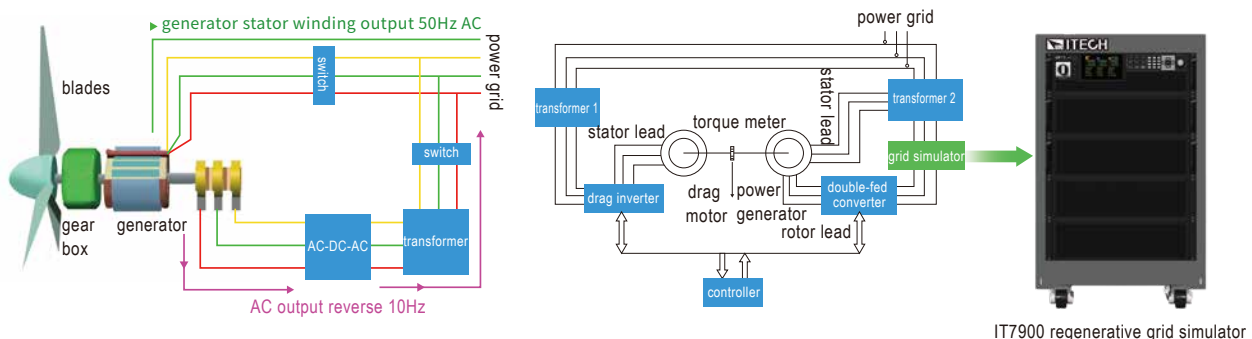 generator stator winding output 50Hz AC
power grid
blades
switch
switch
gear
box
generator
AC-DC-AC
transformer
AC output reverse 10Hz
power grid
transformer 1
stator lead
torque meter
stator lead
transformer 2
grid simulator
drag inverter
drag
motor
power
generator
double-fed
converter
rotor lead
controller
ITECH
IT7900 regenerative grid simulator